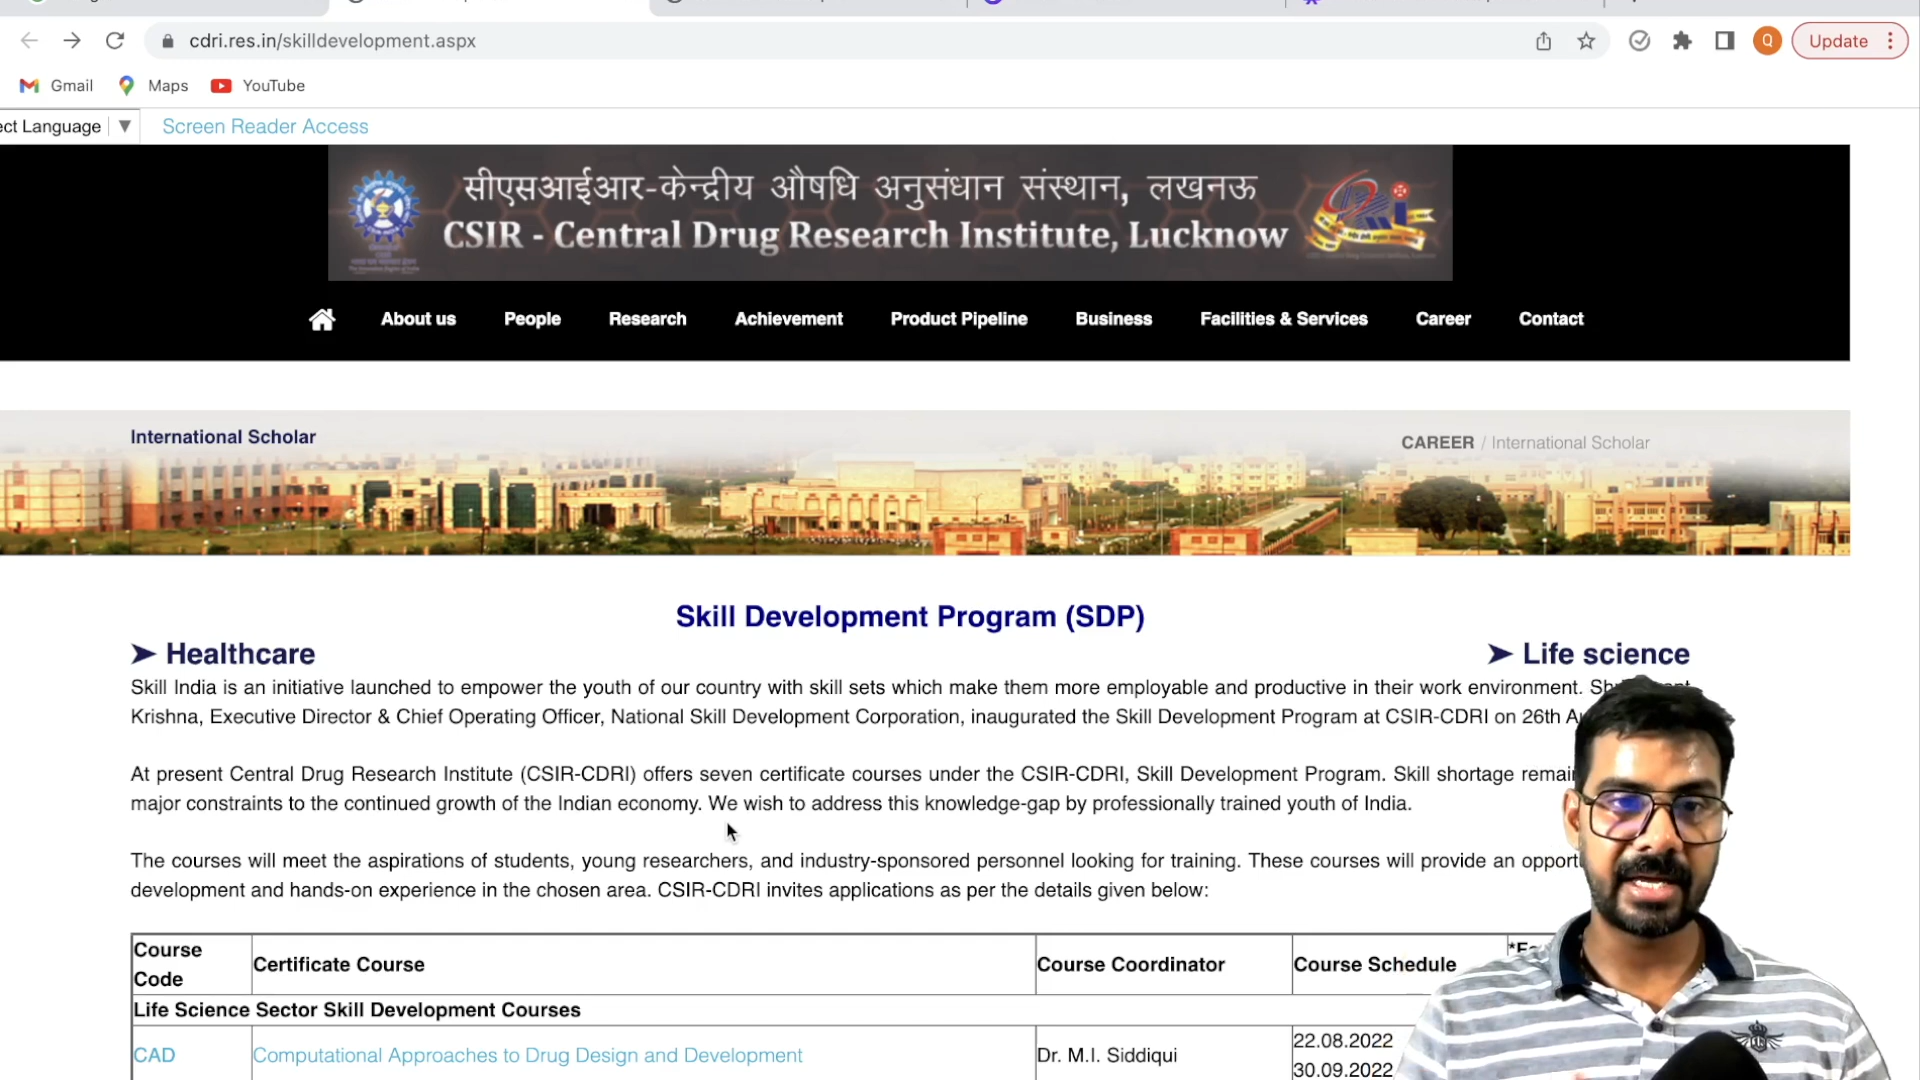 cdri.res.in/skilldevelopment.aspx
Update
Gmail Maps YouTube
ct Language Screen Reader Access
सीएसआईआर-केन्द्रीय औषधि अनुसंधान संस्थान, लखनऊ
CSIR - Central Drug Research Institute, Lucknow
About us People Research Achievement Product Pipeline Business Facilities & Services Career Contact
International Scholar
CAREER / International Scholar
Skill Development Program (SDP)
➤ Healthcare
➤ Life science
Skill India is an initiative launched to empower the youth of our country with skill sets which make them more employable and productive in their work environment.
Krishna, Executive Director & Chief Operating Officer, National Skill Development Corporation, inaugurated the Skill Development Program at CSIR-CDRI on 26th
At present Central Drug Research Institute (CSIR-CDRI) offers seven certificate courses under the CSIR-CDRI, Skill Development Program. Skill shortage
major constraints to the continued growth of the Indian economy. We wish to address this knowledge-gap by professionally trained youth of India.
The courses will meet the aspirations of students, young researchers, and industry-sponsored personnel looking for training. These courses will provide an
development and hands-on experience in the chosen area. CSIR-CDRI invites applications as per the details given below:
Course
Code
Certificate Course
Course Coordinator
Course Schedule
Life Science Sector Skill Development Courses
CAD
Computational Approaches to Drug Design and Development
Dr. M.I. Siddiqui
22.08.2022
30.09.2022